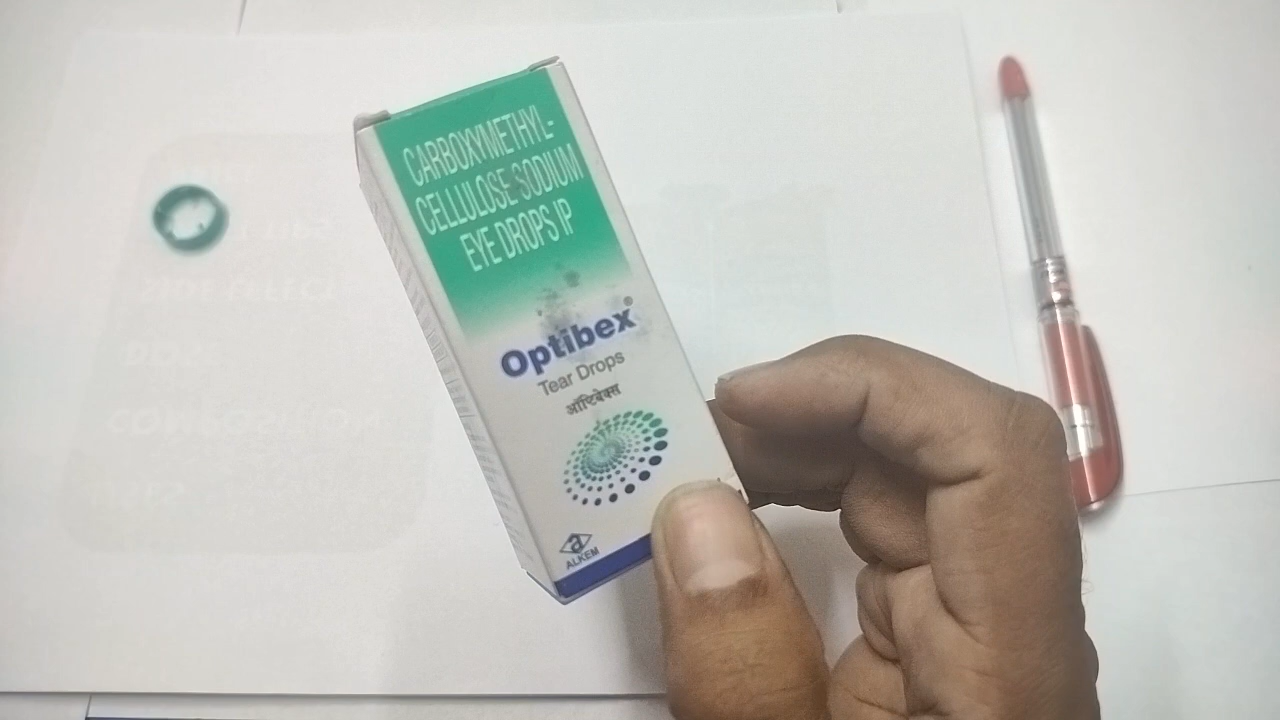 CARBOXYMETHYL-
CELLULOSE SODIUM
EYE DROPS IP
Optibex®
Tear Drops
ऑप्टिबेक्स
a
ALKEM